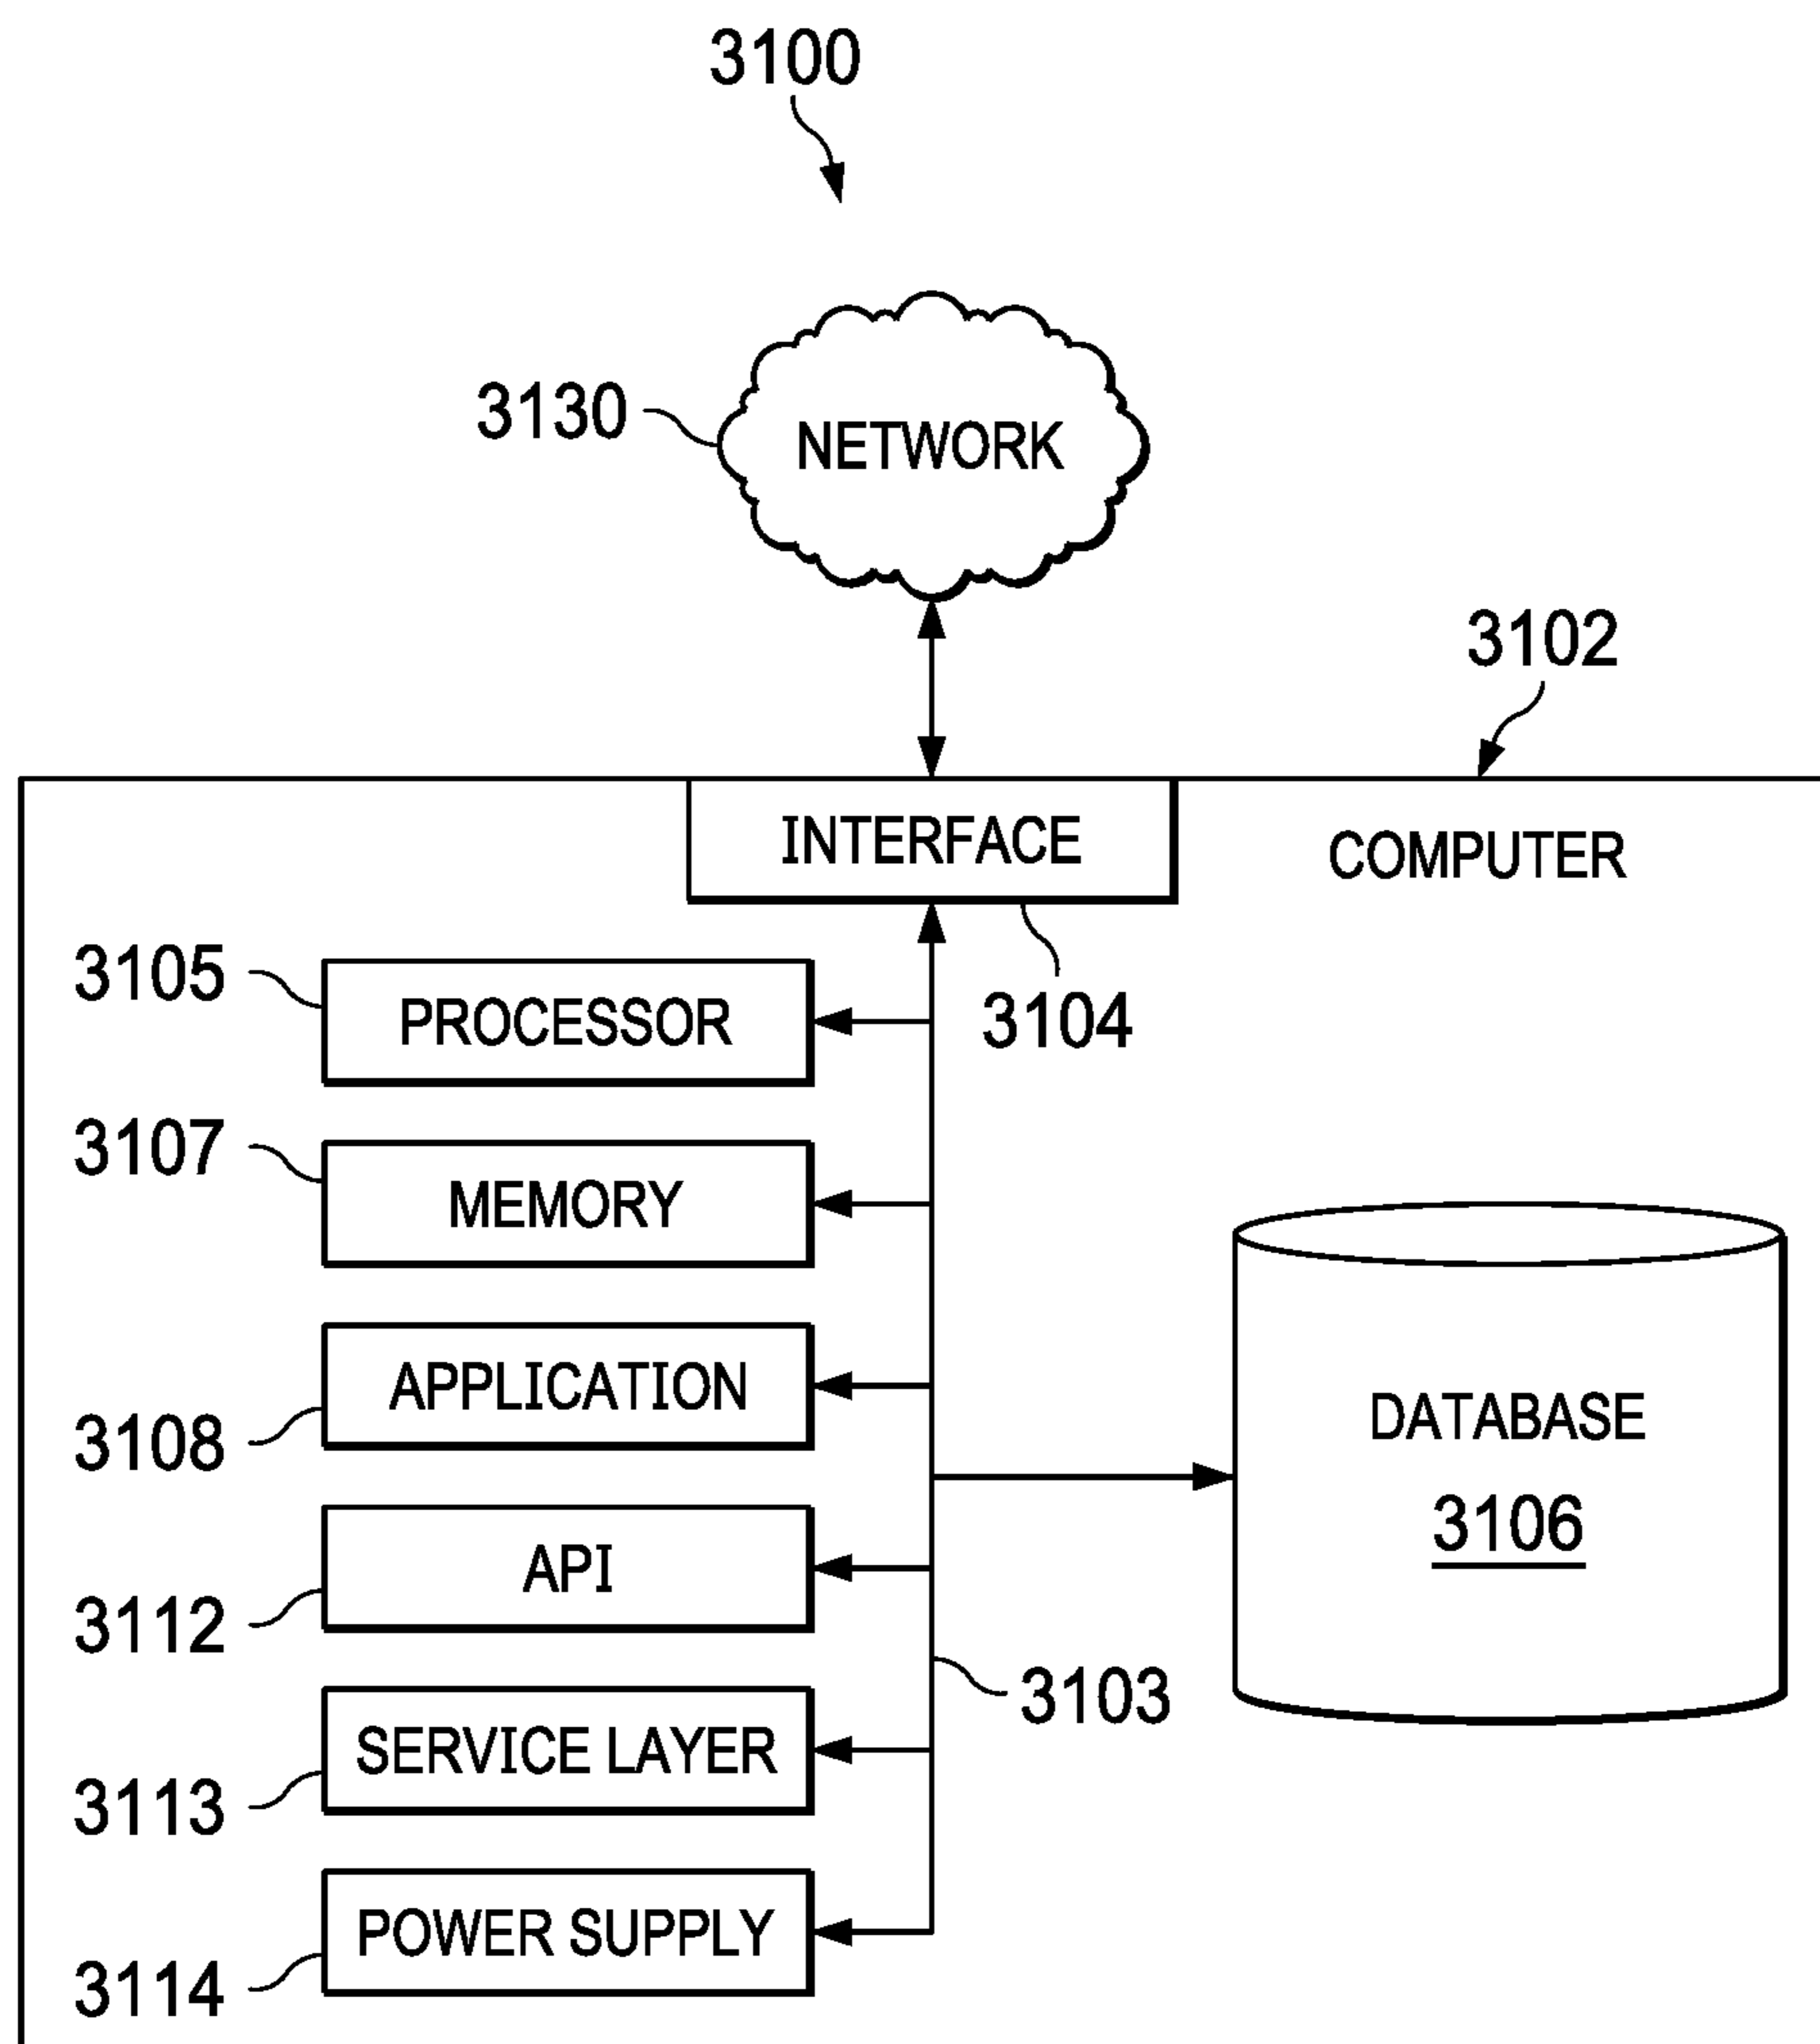 3100
3130
NETWORK
3102
INTERFACE
COMPUTER
3105
PROCESSOR
3104
3107
MEMORY
APPLICATION
3108
DATABASE
3106
API
3112
3103
SERVICE LAYER
3113
POWER SUPPLY
3114